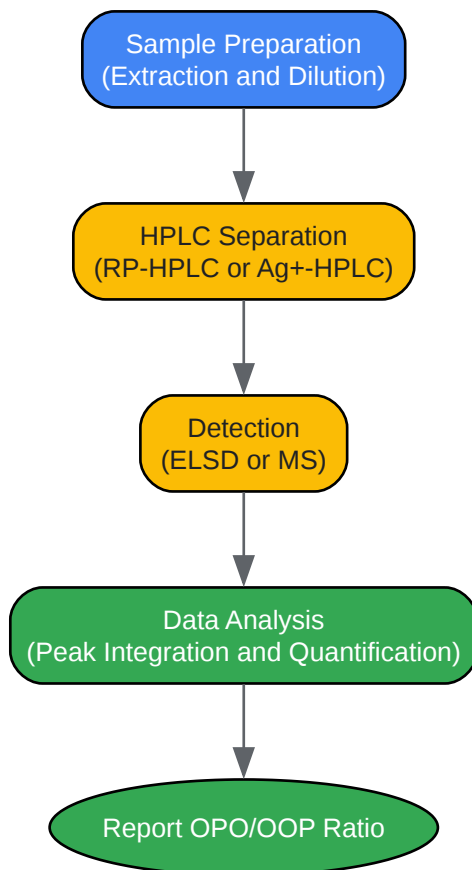 Sample Preparation
(Extraction and Dilution)
HPLC Separation
(RP-HPLC or Ag+-HPLC)
Detection
(ELSD or MS)
Data Analysis
(Peak Integration and Quantification)
Report OPO/OOP Ratio